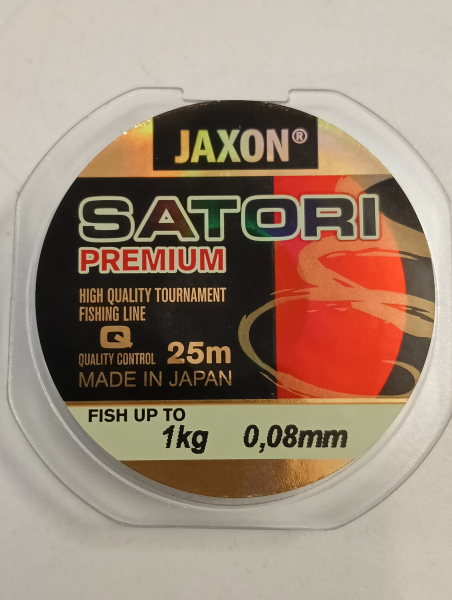 JAXON®
SATORI
PREMIUM
HIGH QUALITY TOURNAMENT
FISHING LINE
Q
QUALITY CONTROL 25m
MADE IN JAPAN
FISH UP TO
1kg 0,08mm